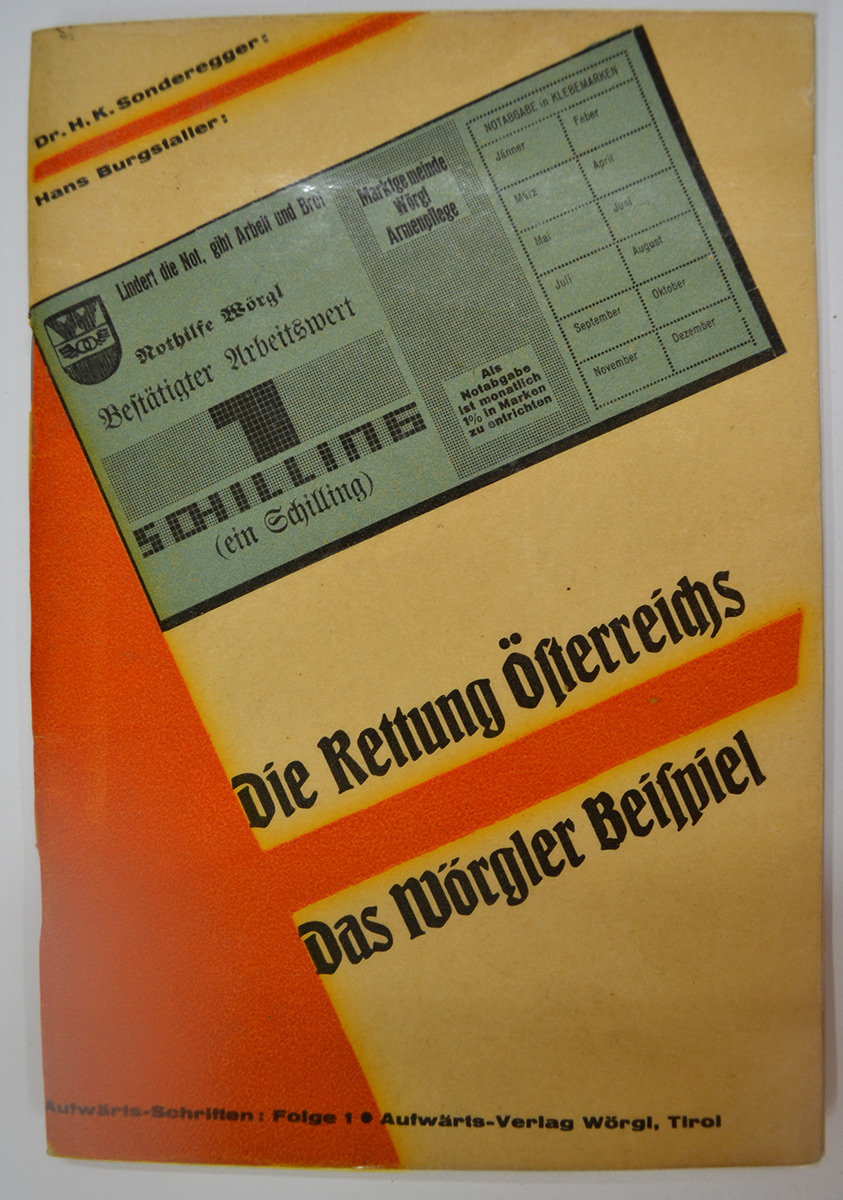 Dr. H. K. Sonderegger:
Hans Burgstaller:
Lindert die Not, gibt Arbeit und Brot
Nothilfe Wörgl
Beſtätigter Arbeitswert
1
SCHILLING
(ein Schilling)
Marktgemeinde
Wörgl
Armenpflege
Als
Notabgabe
ist monatlich
1% in Marken
zu entrichten
NOTABGABE in KLEBEMARKEN
Jänner Feber
März April
Mai Juni
Juli August
September Oktober
November Dezember
Die Rettung Öſterreichs
Das Wörgler Beiſpiel
Aufwärts-Schriften: Folge 1 ● Aufwärts-Verlag Wörgl, Tirol